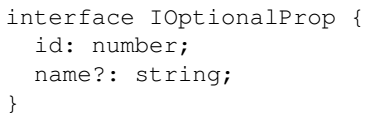 interface IOptionalProp {
  id: number;
  name?: string;
}